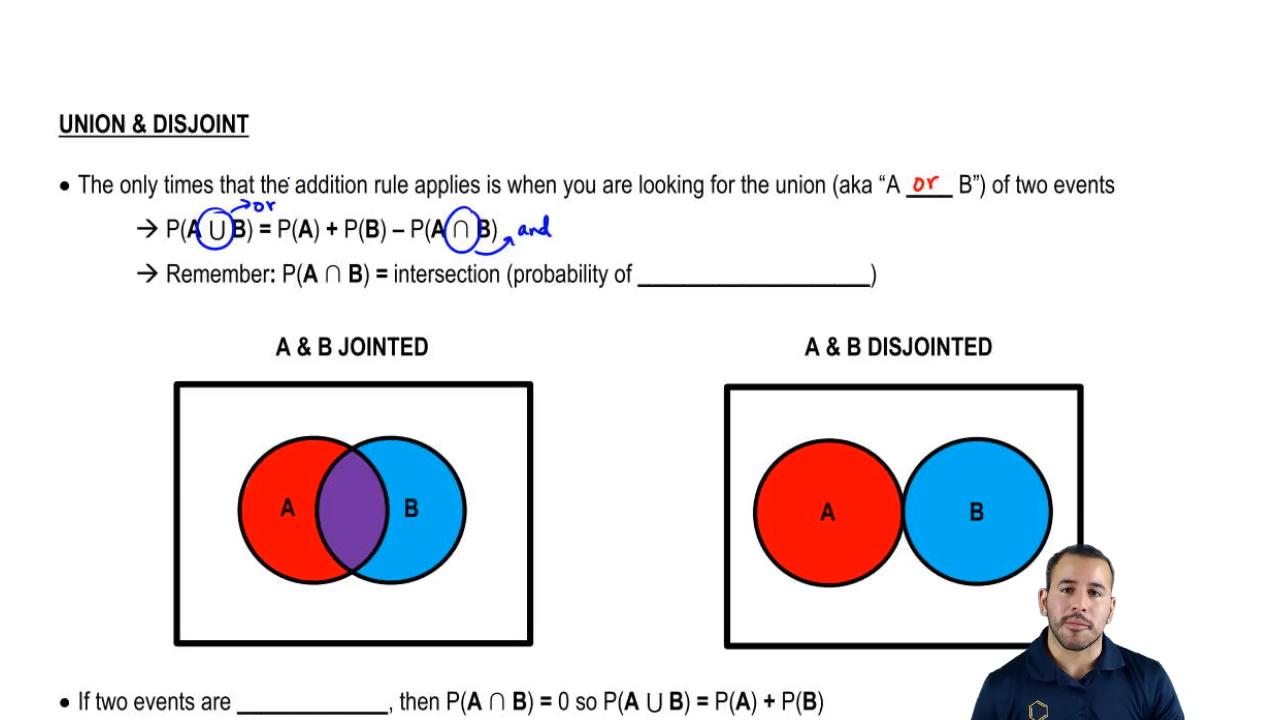 UNION & DISJOINT
• The only times that the addition rule applies is when you are looking for the union (aka “A or B”) of two events
or
→ P(A ∪ B) = P(A) + P(B) – P(A ∩ B) and
→ Remember: P(A ∩ B) = intersection (probability of ____________________)
A & B JOINTED
A & B DISJOINTED
A B
A B
• If two events are _____________, then P(A ∩ B) = 0 so P(A ∪ B) = P(A) + P(B)